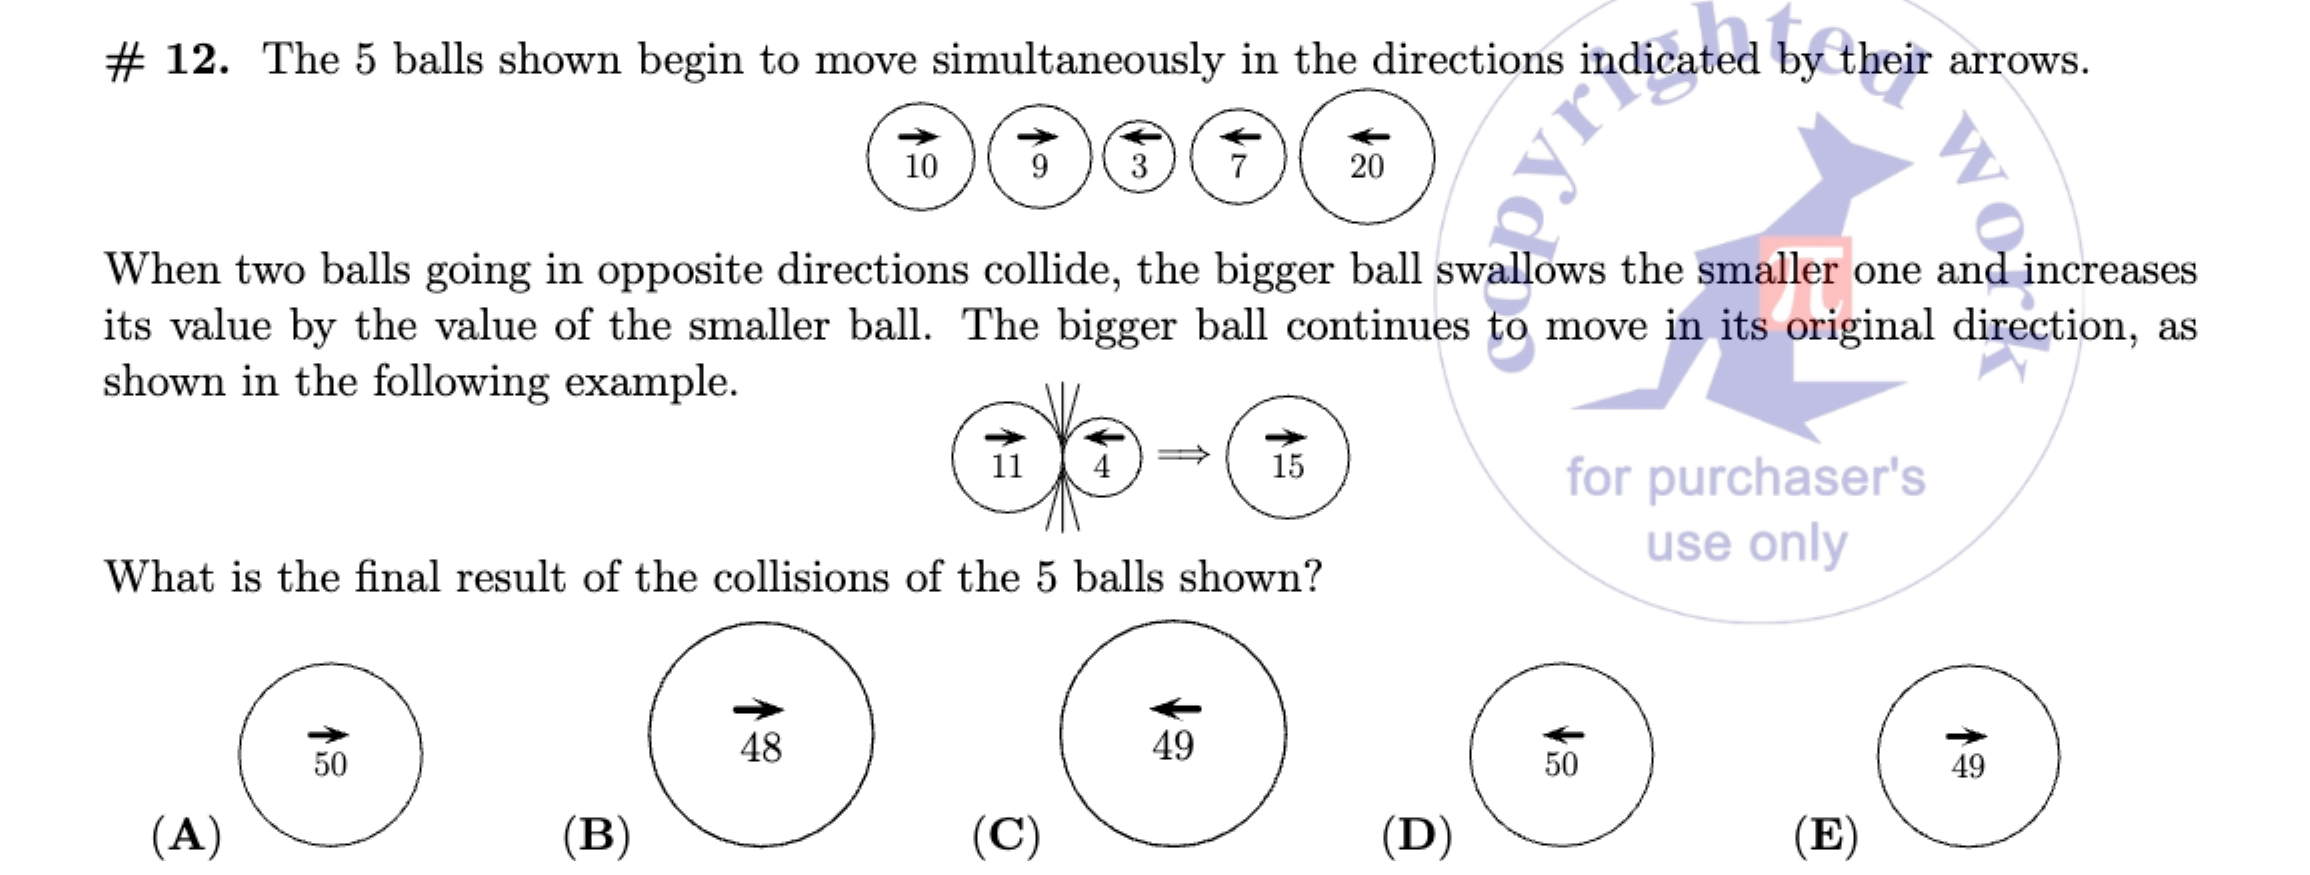 # 12. The 5 balls shown begin to move simultaneously in the directions indicated by their arrows.
→ → ← ← ←
10 9 3 7 20
When two balls going in opposite directions collide, the bigger ball swallows the smaller one and increases
its value by the value of the smaller ball. The bigger ball continues to move in its original direction, as
shown in the following example.
→ ← ⟹ →
11 4 15
What is the final result of the collisions of the 5 balls shown?
→ → ← ← →
50 48 49 50 49
(A) (B) (C) (D) (E)
copyrighted work
π
for purchaser's
use only